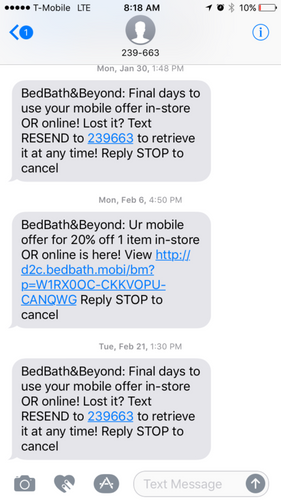 T-Mobile LTE 8:18 AM 10%
1
239-663
Mon, Jan 30, 1:48 PM
BedBath&Beyond: Final days to
use your mobile offer in-store
OR online! Lost it? Text
RESEND to 239663 to retrieve
it at any time! Reply STOP to
cancel
Mon, Feb 6, 4:50 PM
BedBath&Beyond: Ur mobile
offer for 20% off 1 item in-store
OR online is here! View http://
d2c.bedbath.mobi/bm?
p=W1RX0OC-CKKVOPU-
CANQWG Reply STOP to
cancel
Tue, Feb 21, 1:30 PM
BedBath&Beyond: Final days to
use your mobile offer in-store
OR online! Lost it? Text
RESEND to 239663 to retrieve
it at any time! Reply STOP to
cancel
Text Message